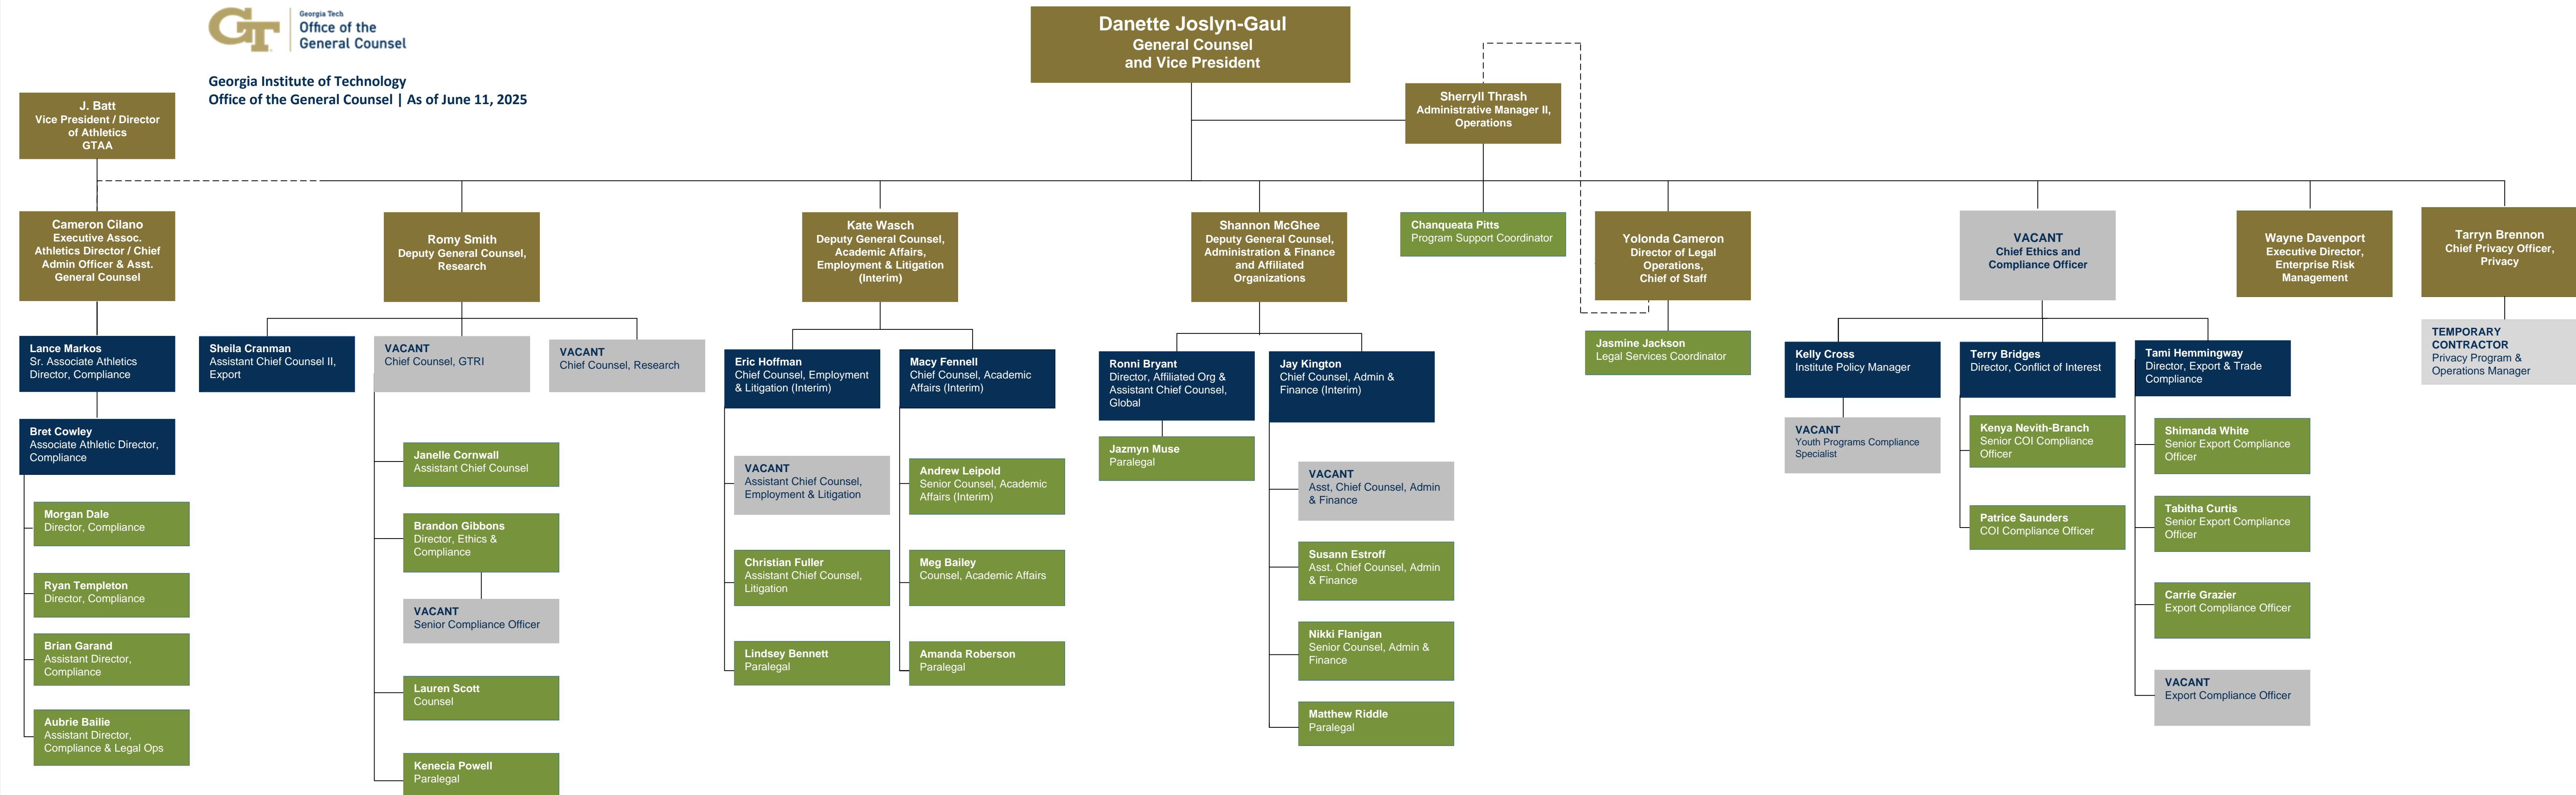 GT
Georgia Tech
Office of the
General Counsel
Georgia Institute of Technology
Office of the General Counsel | As of June 11, 2025
Danette Joslyn-Gaul
General Counsel
and Vice President
Sherryll Thrash
Administrative Manager II,
Operations
J. Batt
Vice President / Director
of Athletics
GTAA
Cameron Cilano
Executive Assoc.
Athletics Director / Chief
Admin Officer & Asst.
General Counsel
Romy Smith
Deputy General Counsel,
Research
Kate Wasch
Deputy General Counsel,
Academic Affairs,
Employment & Litigation
(Interim)
Shannon McGhee
Deputy General Counsel,
Administration & Finance
and Affiliated
Organizations
Chanqueata Pitts
Program Support Coordinator
Yolonda Cameron
Director of Legal
Operations,
Chief of Staff
VACANT
Chief Ethics and
Compliance Officer
Wayne Davenport
Executive Director,
Enterprise Risk
Management
Tarryn Brennon
Chief Privacy Officer,
Privacy
Lance Markos
Sr. Associate Athletics
Director, Compliance
Bret Cowley
Associate Athletic Director,
Compliance
Morgan Dale
Director, Compliance
Ryan Templeton
Director, Compliance
Brian Garand
Assistant Director,
Compliance
Aubrie Bailie
Assistant Director,
Compliance & Legal Ops
Sheila Cranman
Assistant Chief Counsel II,
Export
VACANT
Chief Counsel, GTRI
VACANT
Chief Counsel, Research
Janelle Cornwall
Assistant Chief Counsel
Brandon Gibbons
Director, Ethics &
Compliance
VACANT
Senior Compliance Officer
Lauren Scott
Counsel
Kenecia Powell
Paralegal
Eric Hoffman
Chief Counsel, Employment
& Litigation (Interim)
VACANT
Assistant Chief Counsel,
Employment & Litigation
Christian Fuller
Assistant Chief Counsel,
Litigation
Lindsey Bennett
Paralegal
Macy Fennell
Chief Counsel, Academic
Affairs (Interim)
Andrew Leipold
Senior Counsel, Academic
Affairs (Interim)
Meg Bailey
Counsel, Academic Affairs
Amanda Roberson
Paralegal
Ronni Bryant
Director, Affiliated Org &
Assistant Chief Counsel,
Global
Jazmyn Muse
Paralegal
Jay Kington
Chief Counsel, Admin &
Finance (Interim)
VACANT
Asst, Chief Counsel, Admin
& Finance
Susann Estroff
Asst. Chief Counsel, Admin
& Finance
Nikki Flanigan
Senior Counsel, Admin &
Finance
Matthew Riddle
Paralegal
Jasmine Jackson
Legal Services Coordinator
Kelly Cross
Institute Policy Manager
VACANT
Youth Programs Compliance
Specialist
Terry Bridges
Director, Conflict of Interest
Kenya Nevith-Branch
Senior COI Compliance
Officer
Patrice Saunders
COI Compliance Officer
Tami Hemmingway
Director, Export & Trade
Compliance
Shimanda White
Senior Export Compliance
Officer
Tabitha Curtis
Senior Export Compliance
Officer
Carrie Grazier
Export Compliance Officer
VACANT
Export Compliance Officer
TEMPORARY
CONTRACTOR
Privacy Program &
Operations Manager